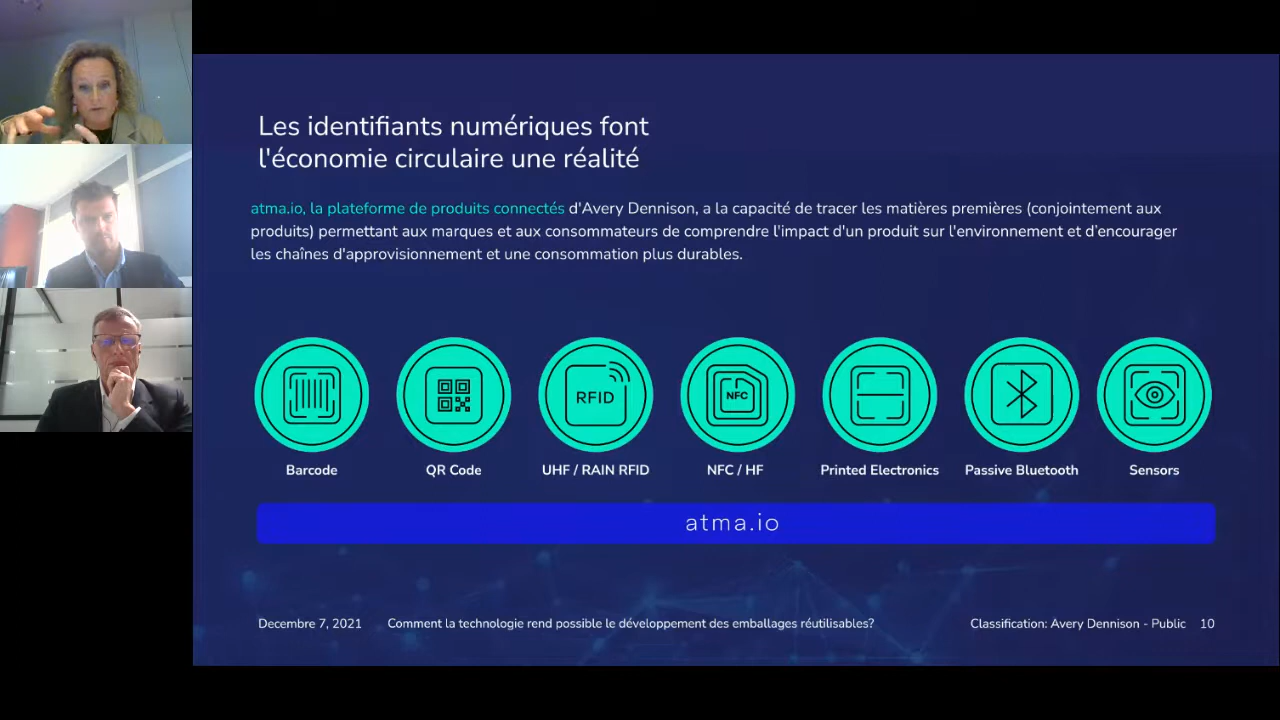 Les identifiants numériques font
l'économie circulaire une réalité
atma.io, la plateforme de produits connectés d'Avery Dennison, a la capacité de tracer les matières premières (conjointement aux
produits) permettant aux marques et aux consommateurs de comprendre l'impact d'un produit sur l'environnement et d'encourager
les chaînes d'approvisionnement et une consommation plus durables.
RFID
NFC
Barcode
QR Code
UHF / RAIN RFID
NFC / HF
Printed Electronics
Passive Bluetooth
Sensors
atma.io
Decembre 7, 2021
Comment la technologie rend possible le développement des emballages réutilisables?
Classification: Avery Dennison - Public
10